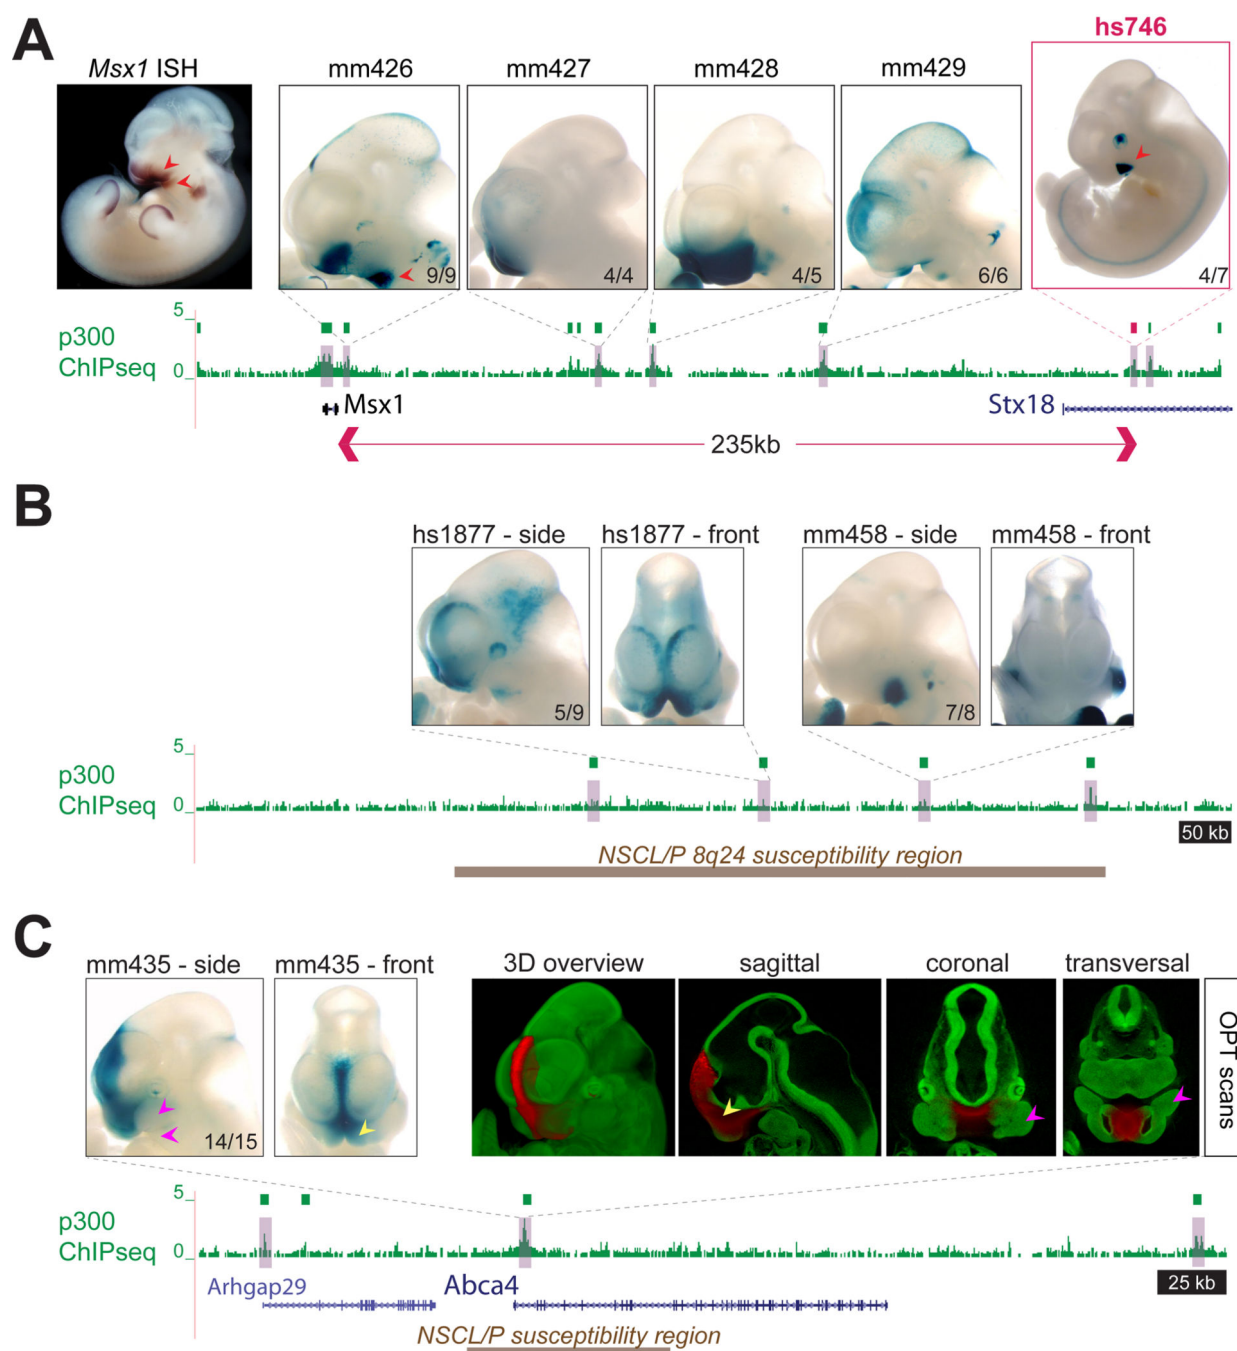 A
Msx1 ISH
mm426
mm427
mm428
mm429
hs746
9/9
4/4
4/5
6/6
4/7
5
p300
ChIPseq
0
Msx1
Stx18
235kb
B
hs1877 - side
hs1877 - front
mm458 - side
mm458 - front
5/9
7/8
5
p300
ChIPseq
0
50 kb
NSCL/P 8q24 susceptibility region
C
mm435 - side
mm435 - front
3D overview
sagittal
coronal
transversal
OPT scans
14/15
5
p300
ChIPseq
0
25 kb
Arhgap29
Abca4
NSCL/P susceptibility region